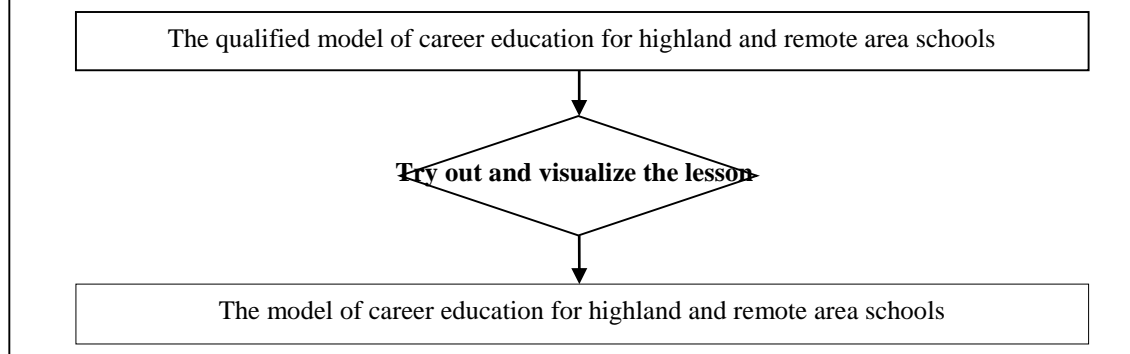 The qualified model of career education for highland and remote area schools
Try out and visualize the lesson
The model of career education for highland and remote area schools